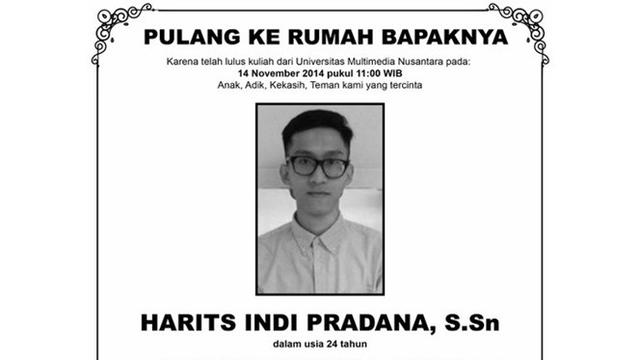 PULANG KE RUMAH BAPAKNYA
Karena telah lulus kuliah dari Universitas Multimedia Nusantara pada:
14 November 2014 pukul 11:00 WIB
Anak, Adik, Kekasih, Teman kami yang tercinta
HARITS INDI PRADANA, S.Sn
dalam usia 24 tahun